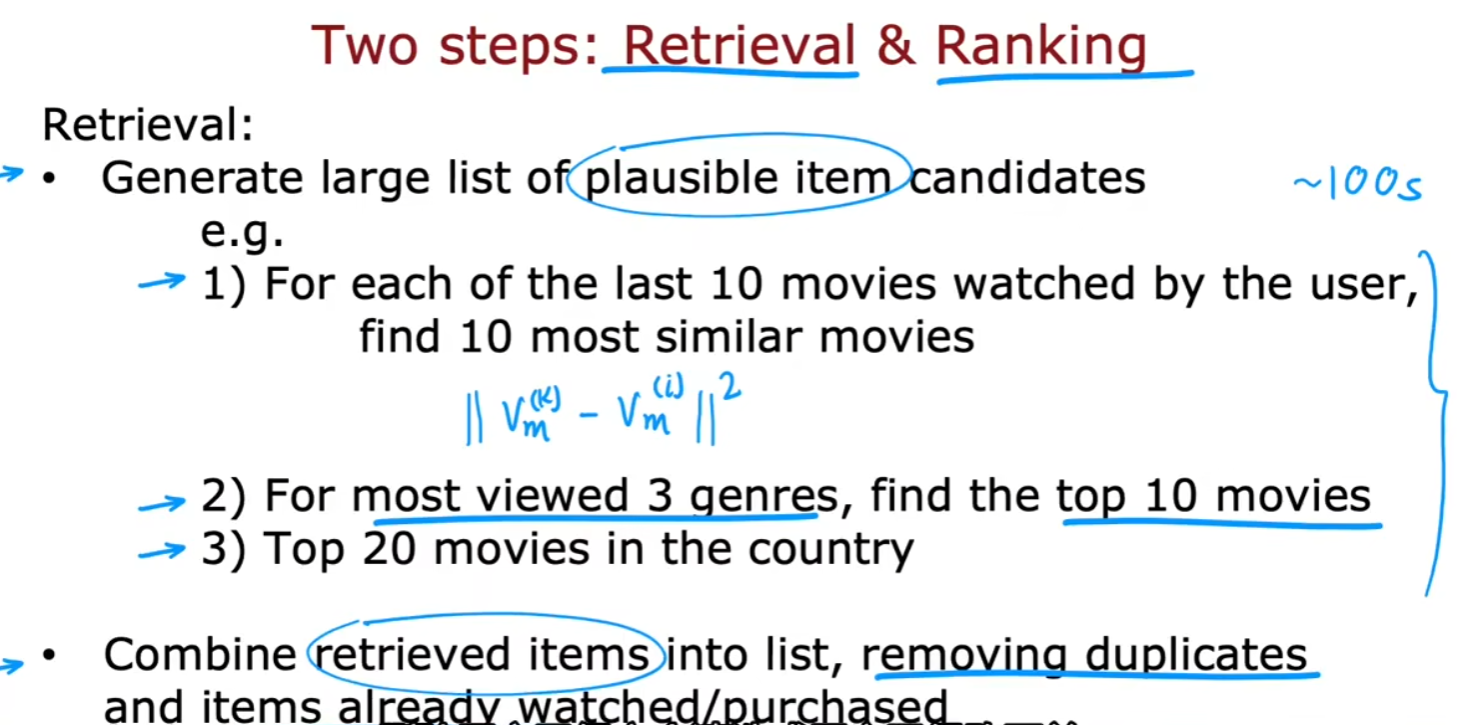 Two steps: Retrieval & Ranking
Retrieval:
• Generate large list of plausible item candidates ~100s
e.g.
→ 1) For each of the last 10 movies watched by the user,
find 10 most similar movies
|| Vm(k) - Vm(i) ||2
→ 2) For most viewed 3 genres, find the top 10 movies
→ 3) Top 20 movies in the country
• Combine retrieved items into list, removing duplicates
and items already watched/purchased